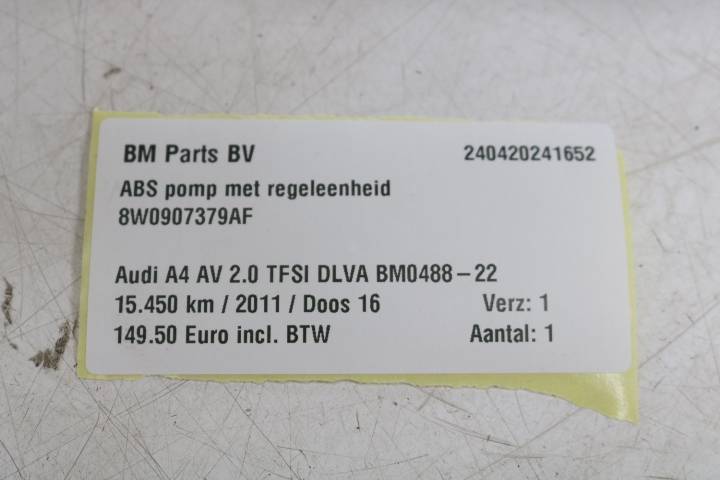 BM Parts BV 240420241652
ABS pomp met regeleenheid
8W0907379AF
Audi A4 AV 2.0 TFSI DLVA BM0488-22
15.450 km / 2011 / Doos 16 Verz: 1
149.50 Euro incl. BTW Aantal: 1